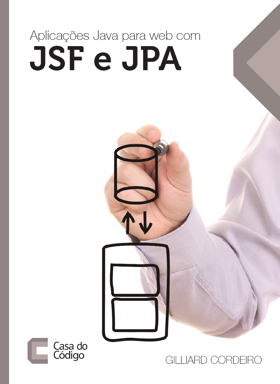 Aplicações Java para web com
JSF e JPA
Casa do
Código
GILLIARD CORDEIRO